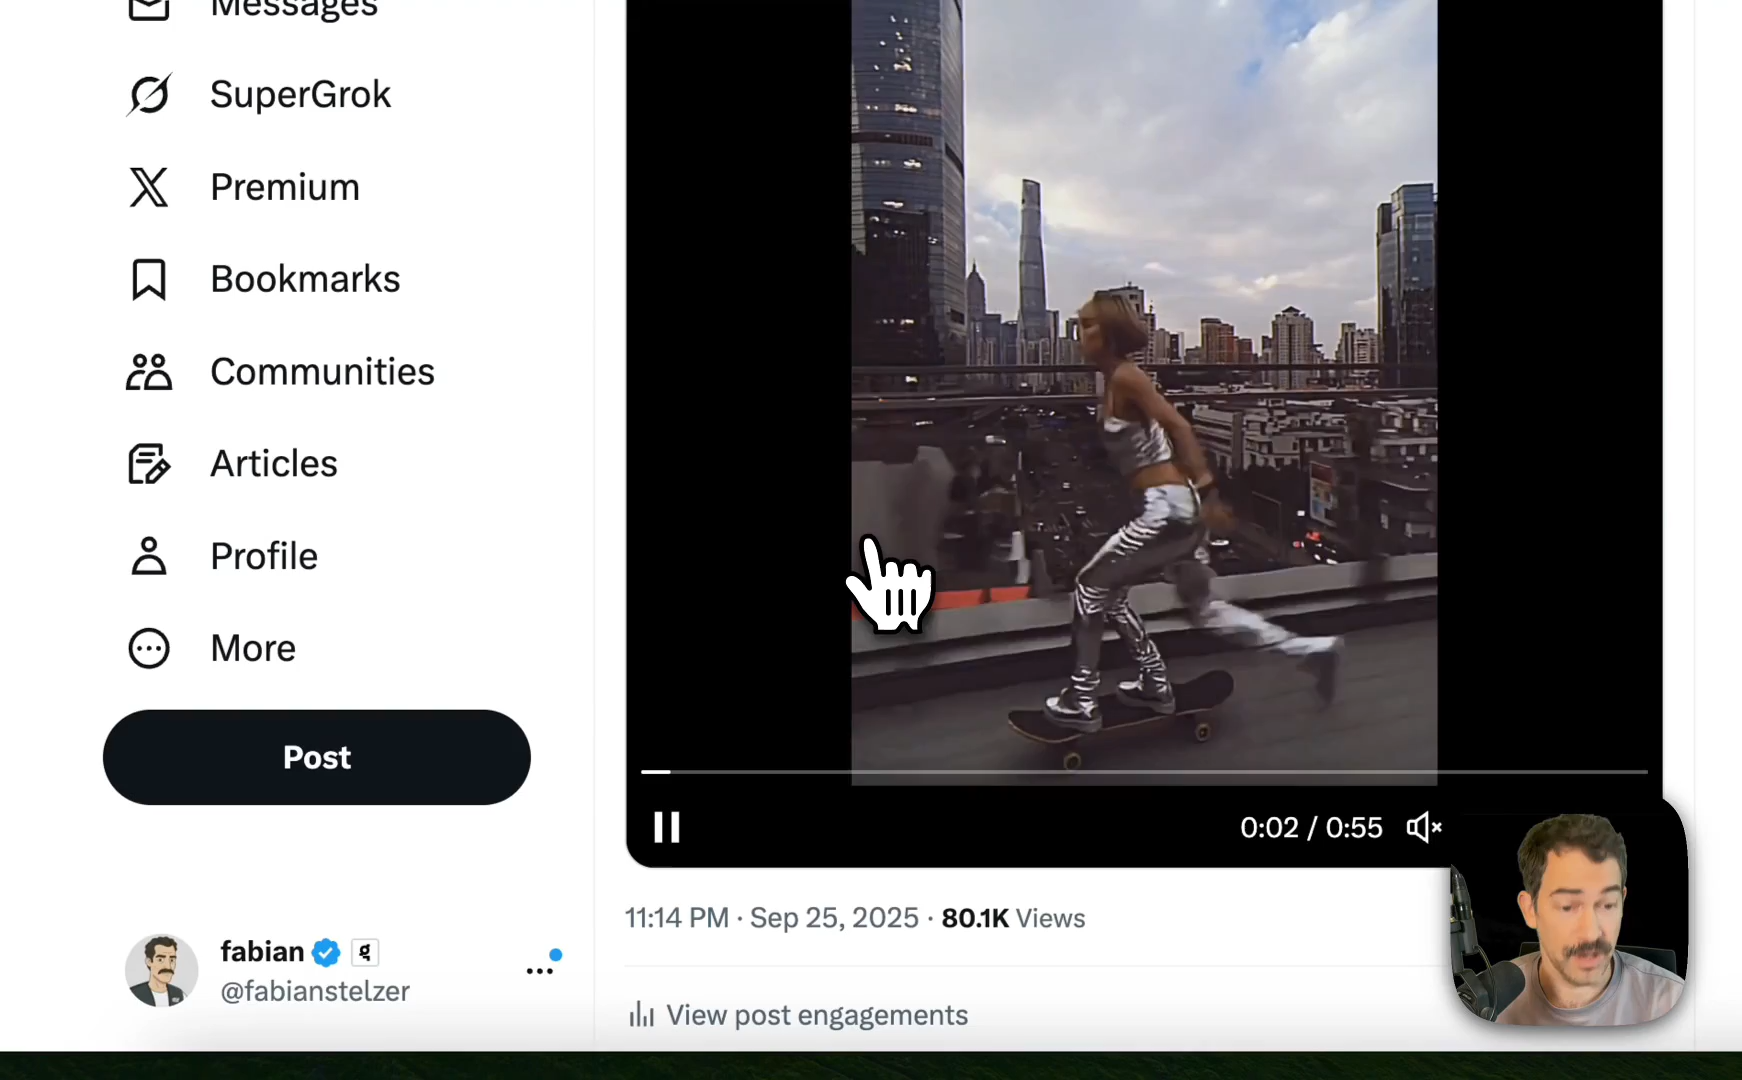 Messages
SuperGrok
Premium
Bookmarks
Communities
Articles
Profile
More
Post
fabian
@fabianstelzer
0:02 / 0:55
11:14 PM · Sep 25, 2025 · 80.1K Views
View post engagements